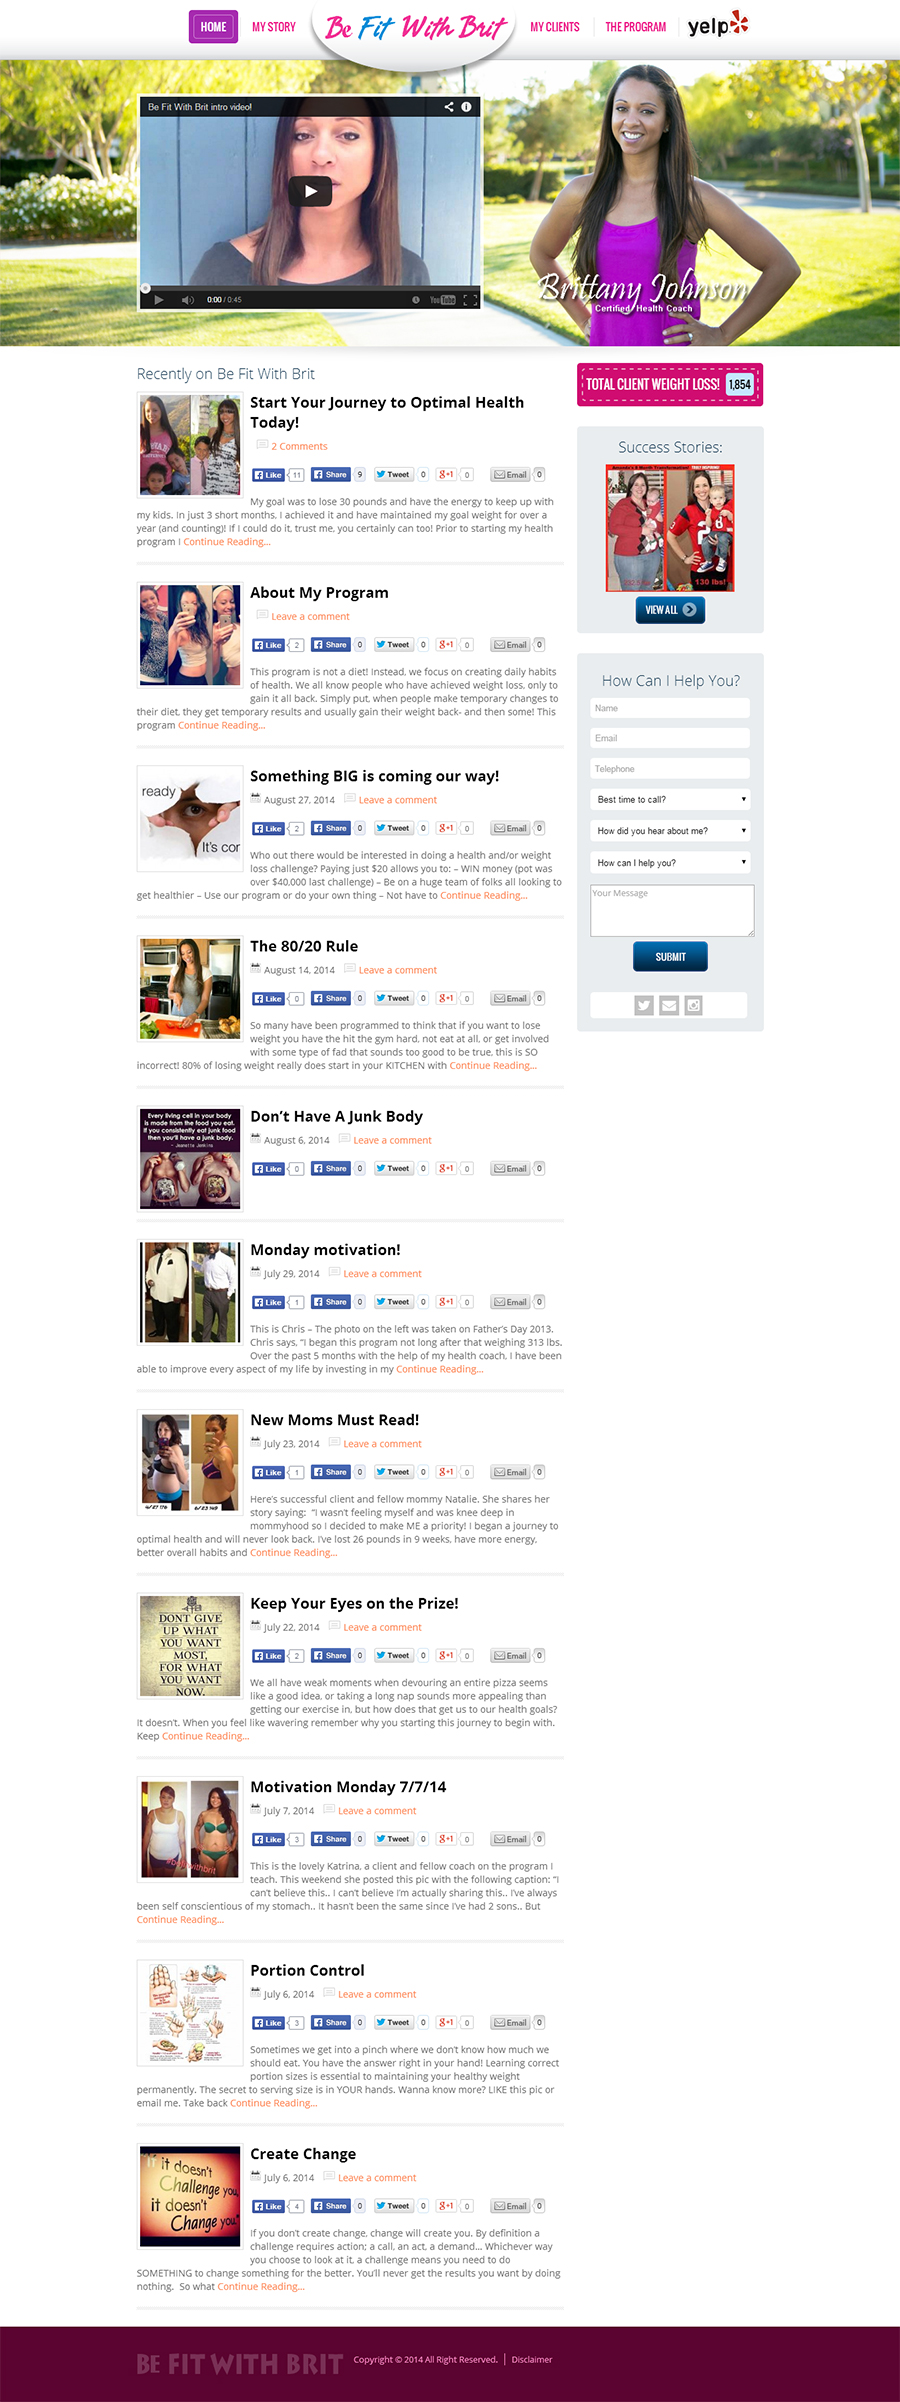 HOME
MY STORY
Be Fit With Brit
MY CLIENTS
THE PROGRAM
yelp
Be Fit With Brit intro video!
0:00 / 0:45
YouTube
Brittany Johnson
Certified Health Coach
Recently on Be Fit With Brit
Start Your Journey to Optimal Health
Today!
2 Comments
Like 11 Share 9 Tweet 0 g+1 0 Email 0
My goal was to lose 30 pounds and have the energy to keep up with
my kids. In just 3 short months, I achieved it and have maintained my goal weight for over a
year (and counting)! If I could do it, trust me, you certainly can too! Prior to starting my health
program I Continue Reading...
About My Program
Leave a comment
Like 2 Share 0 Tweet 0 g+1 0 Email 0
This program is not a diet! Instead, we focus on creating daily habits
of health. We all know people who have achieved weight loss, only to
gain it all back. Simply put, when people make temporary changes to
their diet, they get temporary results and usually gain their weight back- and then some! This
program Continue Reading...
ready
It's cor
Something BIG is coming our way!
August 27, 2014 Leave a comment
Like 2 Share 0 Tweet 0 g+1 0 Email 0
Who out there would be interested in doing a health and/or weight
loss challenge? Paying just $20 allows you to: – WIN money (pot was
over $40,000 last challenge) – Be on a huge team of folks all looking to
get healthier – Use our program or do your own thing – Not have to Continue Reading...
The 80/20 Rule
August 14, 2014 Leave a comment
Like 0 Share 0 Tweet 0 g+1 0 Email 0
So many have been programmed to think that if you want to lose
weight you have the hit the gym hard, not eat at all, or get involved
with some type of fad that sounds too good to be true, this is SO
incorrect! 80% of losing weight really does start in your KITCHEN with Continue Reading...
Every living cell in your body
is made from the food you eat.
If you consistently eat junk food
then you'll have a junk body.
- Jeanette Jenkins
Don't Have A Junk Body
August 6, 2014 Leave a comment
Like 0 Share 0 Tweet 0 g+1 0 Email 0
Monday motivation!
July 29, 2014 Leave a comment
Like 1 Share 0 Tweet 0 g+1 0 Email 0
This is Chris – The photo on the left was taken on Father's Day 2013.
Chris says, "I began this program not long after that weighing 313 lbs.
Over the past 5 months with the help of my health coach, I have been
able to improve every aspect of my life by investing in my Continue Reading...
New Moms Must Read!
July 23, 2014 Leave a comment
Like 1 Share 0 Tweet 0 g+1 0 Email 0
Here's successful client and fellow mommy Natalie. She shares her
story saying: "I wasn't feeling myself and was knee deep in
mommyhood so I decided to make ME a priority! I began a journey to
optimal health and will never look back. I've lost 26 pounds in 9 weeks, have more energy,
better overall habits and Continue Reading...
DONT GIVE
UP WHAT
YOU WANT
MOST,
FOR WHAT
YOU WANT
NOW.
Keep Your Eyes on the Prize!
July 22, 2014 Leave a comment
Like 2 Share 0 Tweet 0 g+1 0 Email 0
We all have weak moments when devouring an entire pizza seems
like a good idea, or taking a long nap sounds more appealing than
getting our exercise in, but how does that get us to our health goals?
It doesn't. When you feel like wavering remember why you starting this journey to begin with.
Keep Continue Reading...
Motivation Monday 7/7/14
July 7, 2014 Leave a comment
Like 3 Share 0 Tweet 0 g+1 0 Email 0
This is the lovely Katrina, a client and fellow coach on the program I
teach. This weekend she posted this pic with the following caption: "I
can't believe this.. I can't believe I'm actually sharing this.. I've always
been self conscientious of my stomach.. It hasn't been the same since I've had 2 sons.. But
Continue Reading...
Portion Control
July 6, 2014 Leave a comment
Like 3 Share 0 Tweet 0 g+1 0 Email 0
Sometimes we get into a pinch where we don't know how much we
should eat. You have the answer right in your hand! Learning correct
portion sizes is essential to maintaining your healthy weight
permanently. The secret to serving size is in YOUR hands. Wanna know more? LIKE this pic or
email me. Take back Continue Reading...
"If it doesn't
Challenge you,
it doesn't
Change you."
Create Change
July 6, 2014 Leave a comment
Like 4 Share 0 Tweet 0 g+1 0 Email 0
If you don't create change, change will create you. By definition a
challenge requires action; a call, an act, a demand... Whichever way
you choose to look at it, a challenge means you need to do
SOMETHING to change something for the better. You'll never get the results you want by doing
nothing. So what Continue Reading...
TOTAL CLIENT WEIGHT LOSS! 1,854
Success Stories:
130 lbs!
VIEW ALL
How Can I Help You?
Name
Email
Telephone
Best time to call?
How did you hear about me?
How can I help you?
Your Message
SUBMIT
BE FIT WITH BRIT
Copyright © 2014 All Right Reserved. | Disclaimer